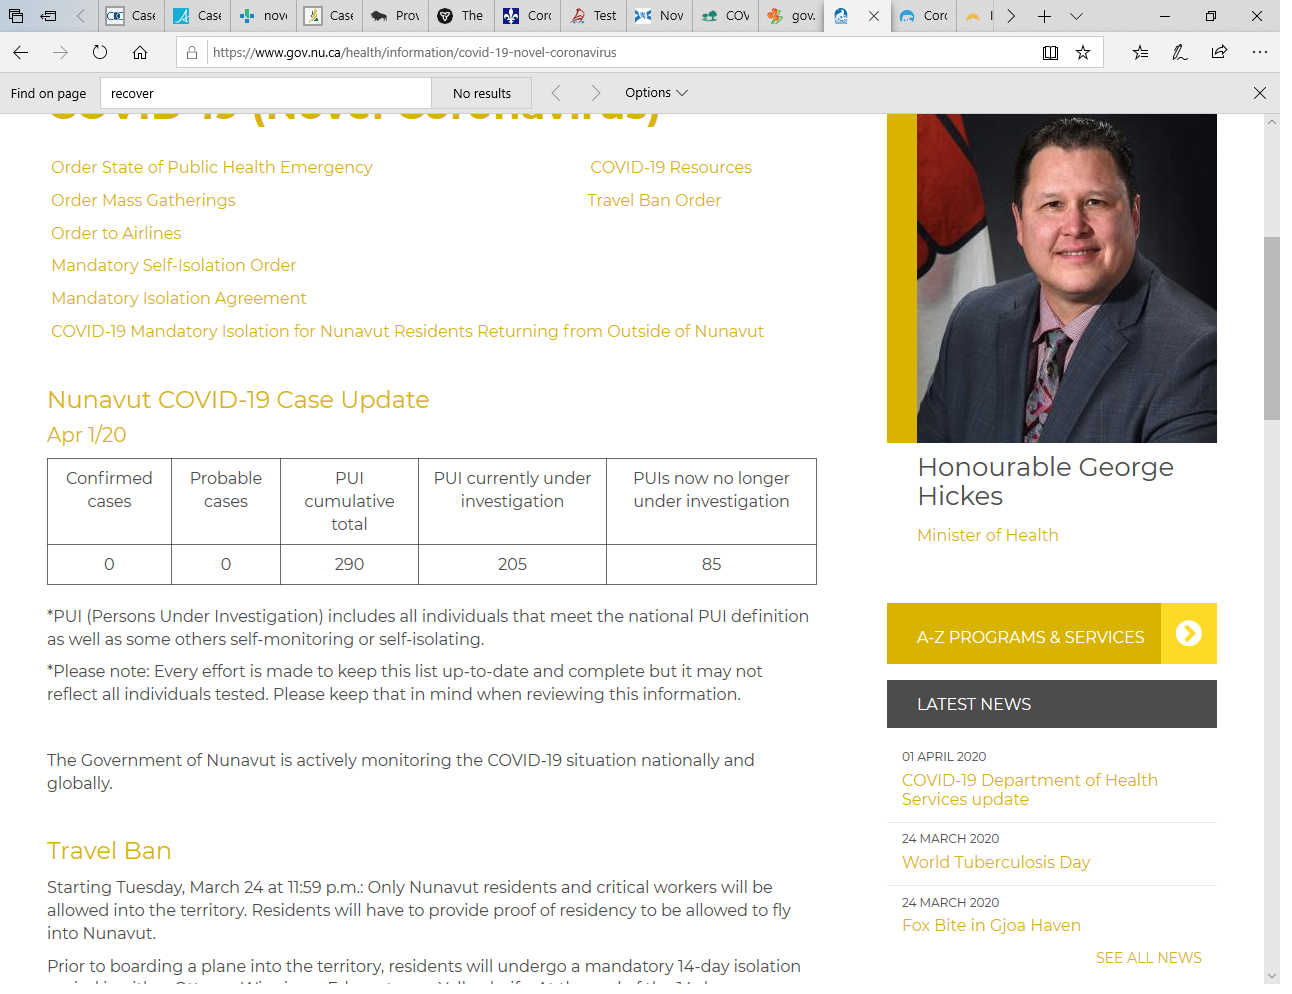 Case
Case
nov
Case
Prov
The
Cor
Test
Nov
COV
gov.
Cor
https://www.gov.nu.ca/health/information/covid-19-novel-coronavirus
Find on page
recover
No results
Options
COVID-19 (Novel Coronavirus)
Order State of Public Health Emergency
COVID-19 Resources
Order Mass Gatherings
Travel Ban Order
Order to Airlines
Mandatory Self-Isolation Order
Mandatory Isolation Agreement
COVID-19 Mandatory Isolation for Nunavut Residents Returning from Outside of Nunavut
Nunavut COVID-19 Case Update
Apr 1/20
Confirmed cases
Probable cases
PUI cumulative total
PUI currently under investigation
PUIs now no longer under investigation
0 0 290 205 85
*PUI (Persons Under Investigation) includes all individuals that meet the national PUI definition
as well as some others self-monitoring or self-isolating.
*Please note: Every effort is made to keep this list up-to-date and complete but it may not
reflect all individuals tested. Please keep that in mind when reviewing this information.
The Government of Nunavut is actively monitoring the COVID-19 situation nationally and
globally.
Travel Ban
Starting Tuesday, March 24 at 11:59 p.m.: Only Nunavut residents and critical workers will be
allowed into the territory. Residents will have to provide proof of residency to be allowed to fly
into Nunavut.
Prior to boarding a plane into the territory, residents will undergo a mandatory 14-day isolation
Honourable George
Hickes
Minister of Health
A-Z PROGRAMS & SERVICES
LATEST NEWS
01 APRIL 2020
COVID-19 Department of Health
Services update
24 MARCH 2020
World Tuberculosis Day
24 MARCH 2020
Fox Bite in Gjoa Haven
SEE ALL NEWS